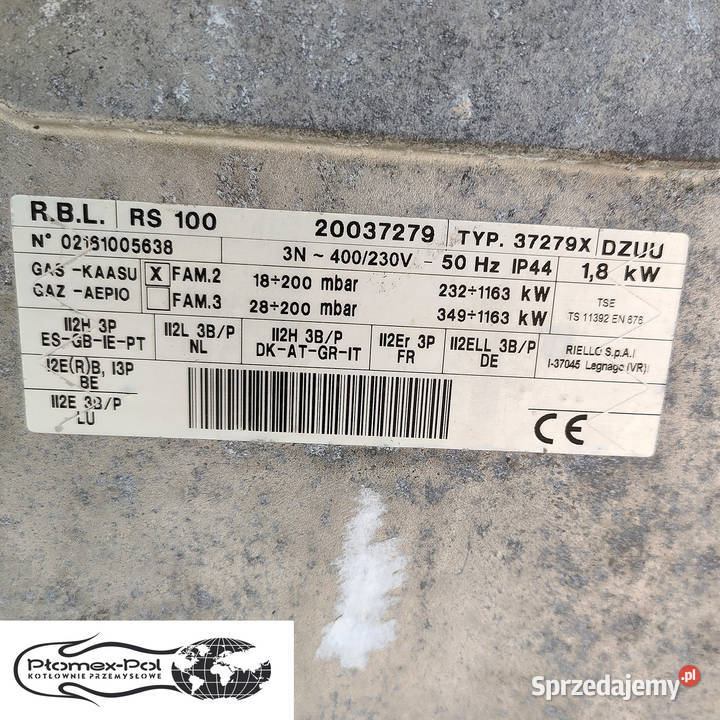 R.B.L. RS 100 20037279 TYP. 37279X DZUU
N° 02161005638 3N ~ 400/230V - 50 Hz IP44 1,8 kW
GAS -KAASU X FAM.2 18÷200 mbar 232÷1163 kW
GAZ -AEPIO FAM.3 28÷200 mbar 349÷1163 kW
TSE
TS 11392 EN 676
II2H 3P
ES-GB-IE-PT
II2L 3B/P
NL
II2H 3B/P
DK-AT-GR-IT
II2Er 3P
FR
II2ELL 3B/P
DE
RIELLO S.p.A.
I-37045 Legnago (VR)
I2E(R)B, I3P
BE
II2E 3B/P
LU
CE
Płomex-Pol
KOTŁOWNIE PRZEMYSŁOWE
Sprzedajemy.pl